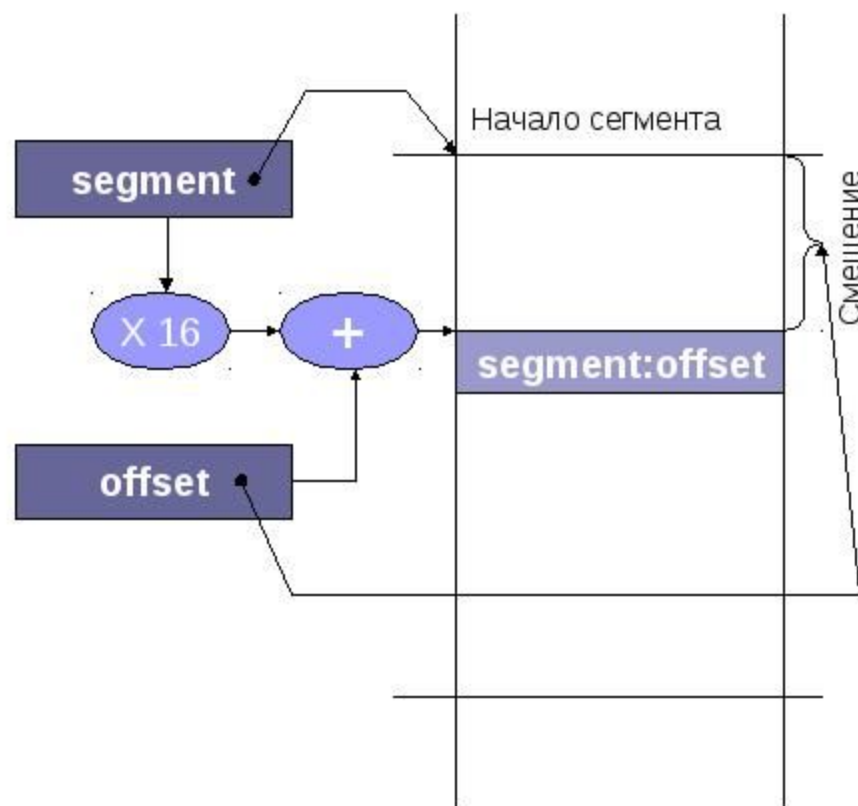 Начало сегмента
segment
Смещение
X 16
+
segment:offset
offset